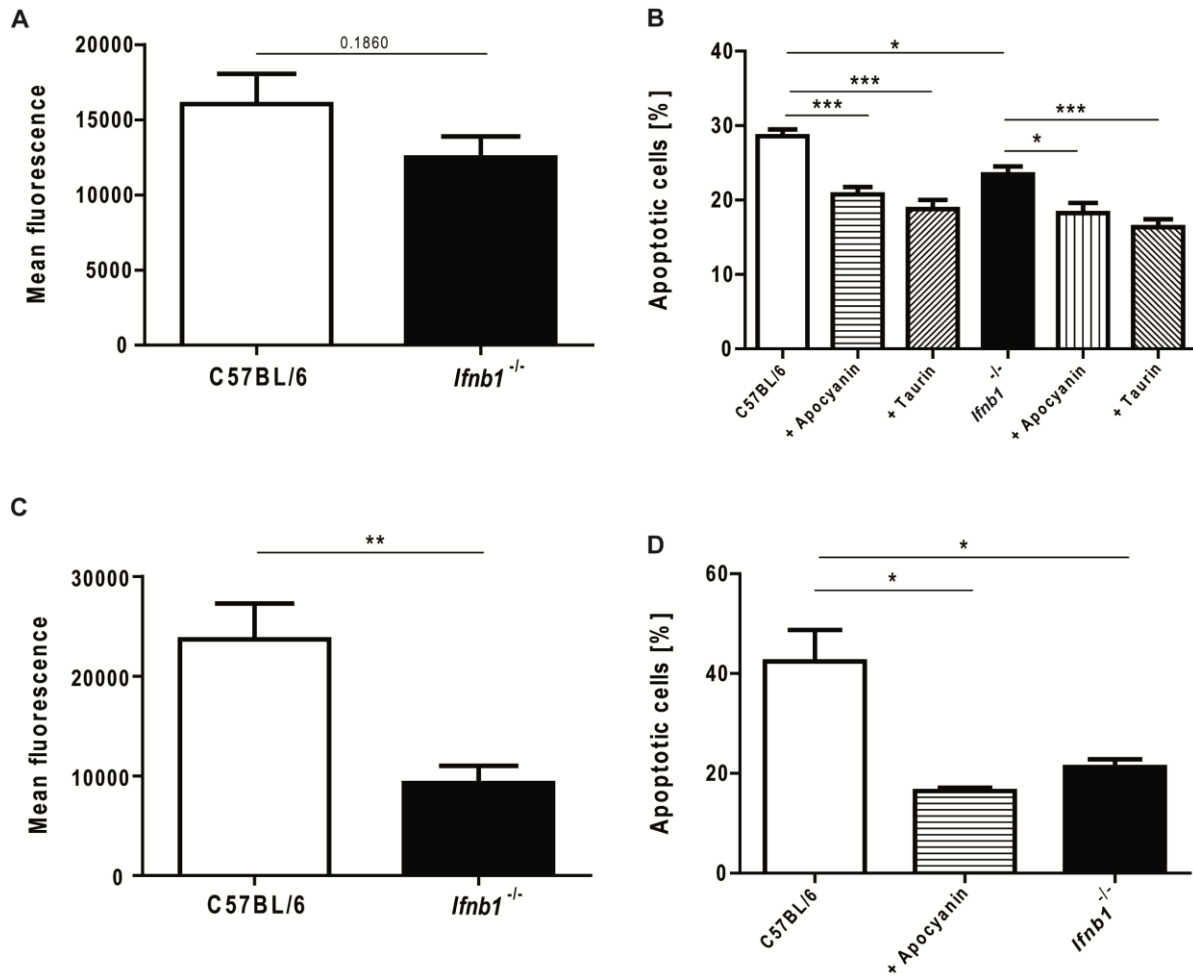 A
Mean fluorescence
20000
15000
10000
5000
0
0.1860
C57BL/6
Ifnb1 -/-
B
Apoptotic cells [%]
40
30
20
10
0
*
***
***
***
*
C57BL/6
+ Apocyanin
+ Taurin
Ifnb1 -/-
+ Apocyanin
+ Taurin
C
Mean fluorescence
30000
20000
10000
0
**
C57BL/6
Ifnb1 -/-
D
Apoptotic cells [%]
60
40
20
0
*
*
C57BL/6
+ Apocyanin
Ifnb1 -/-